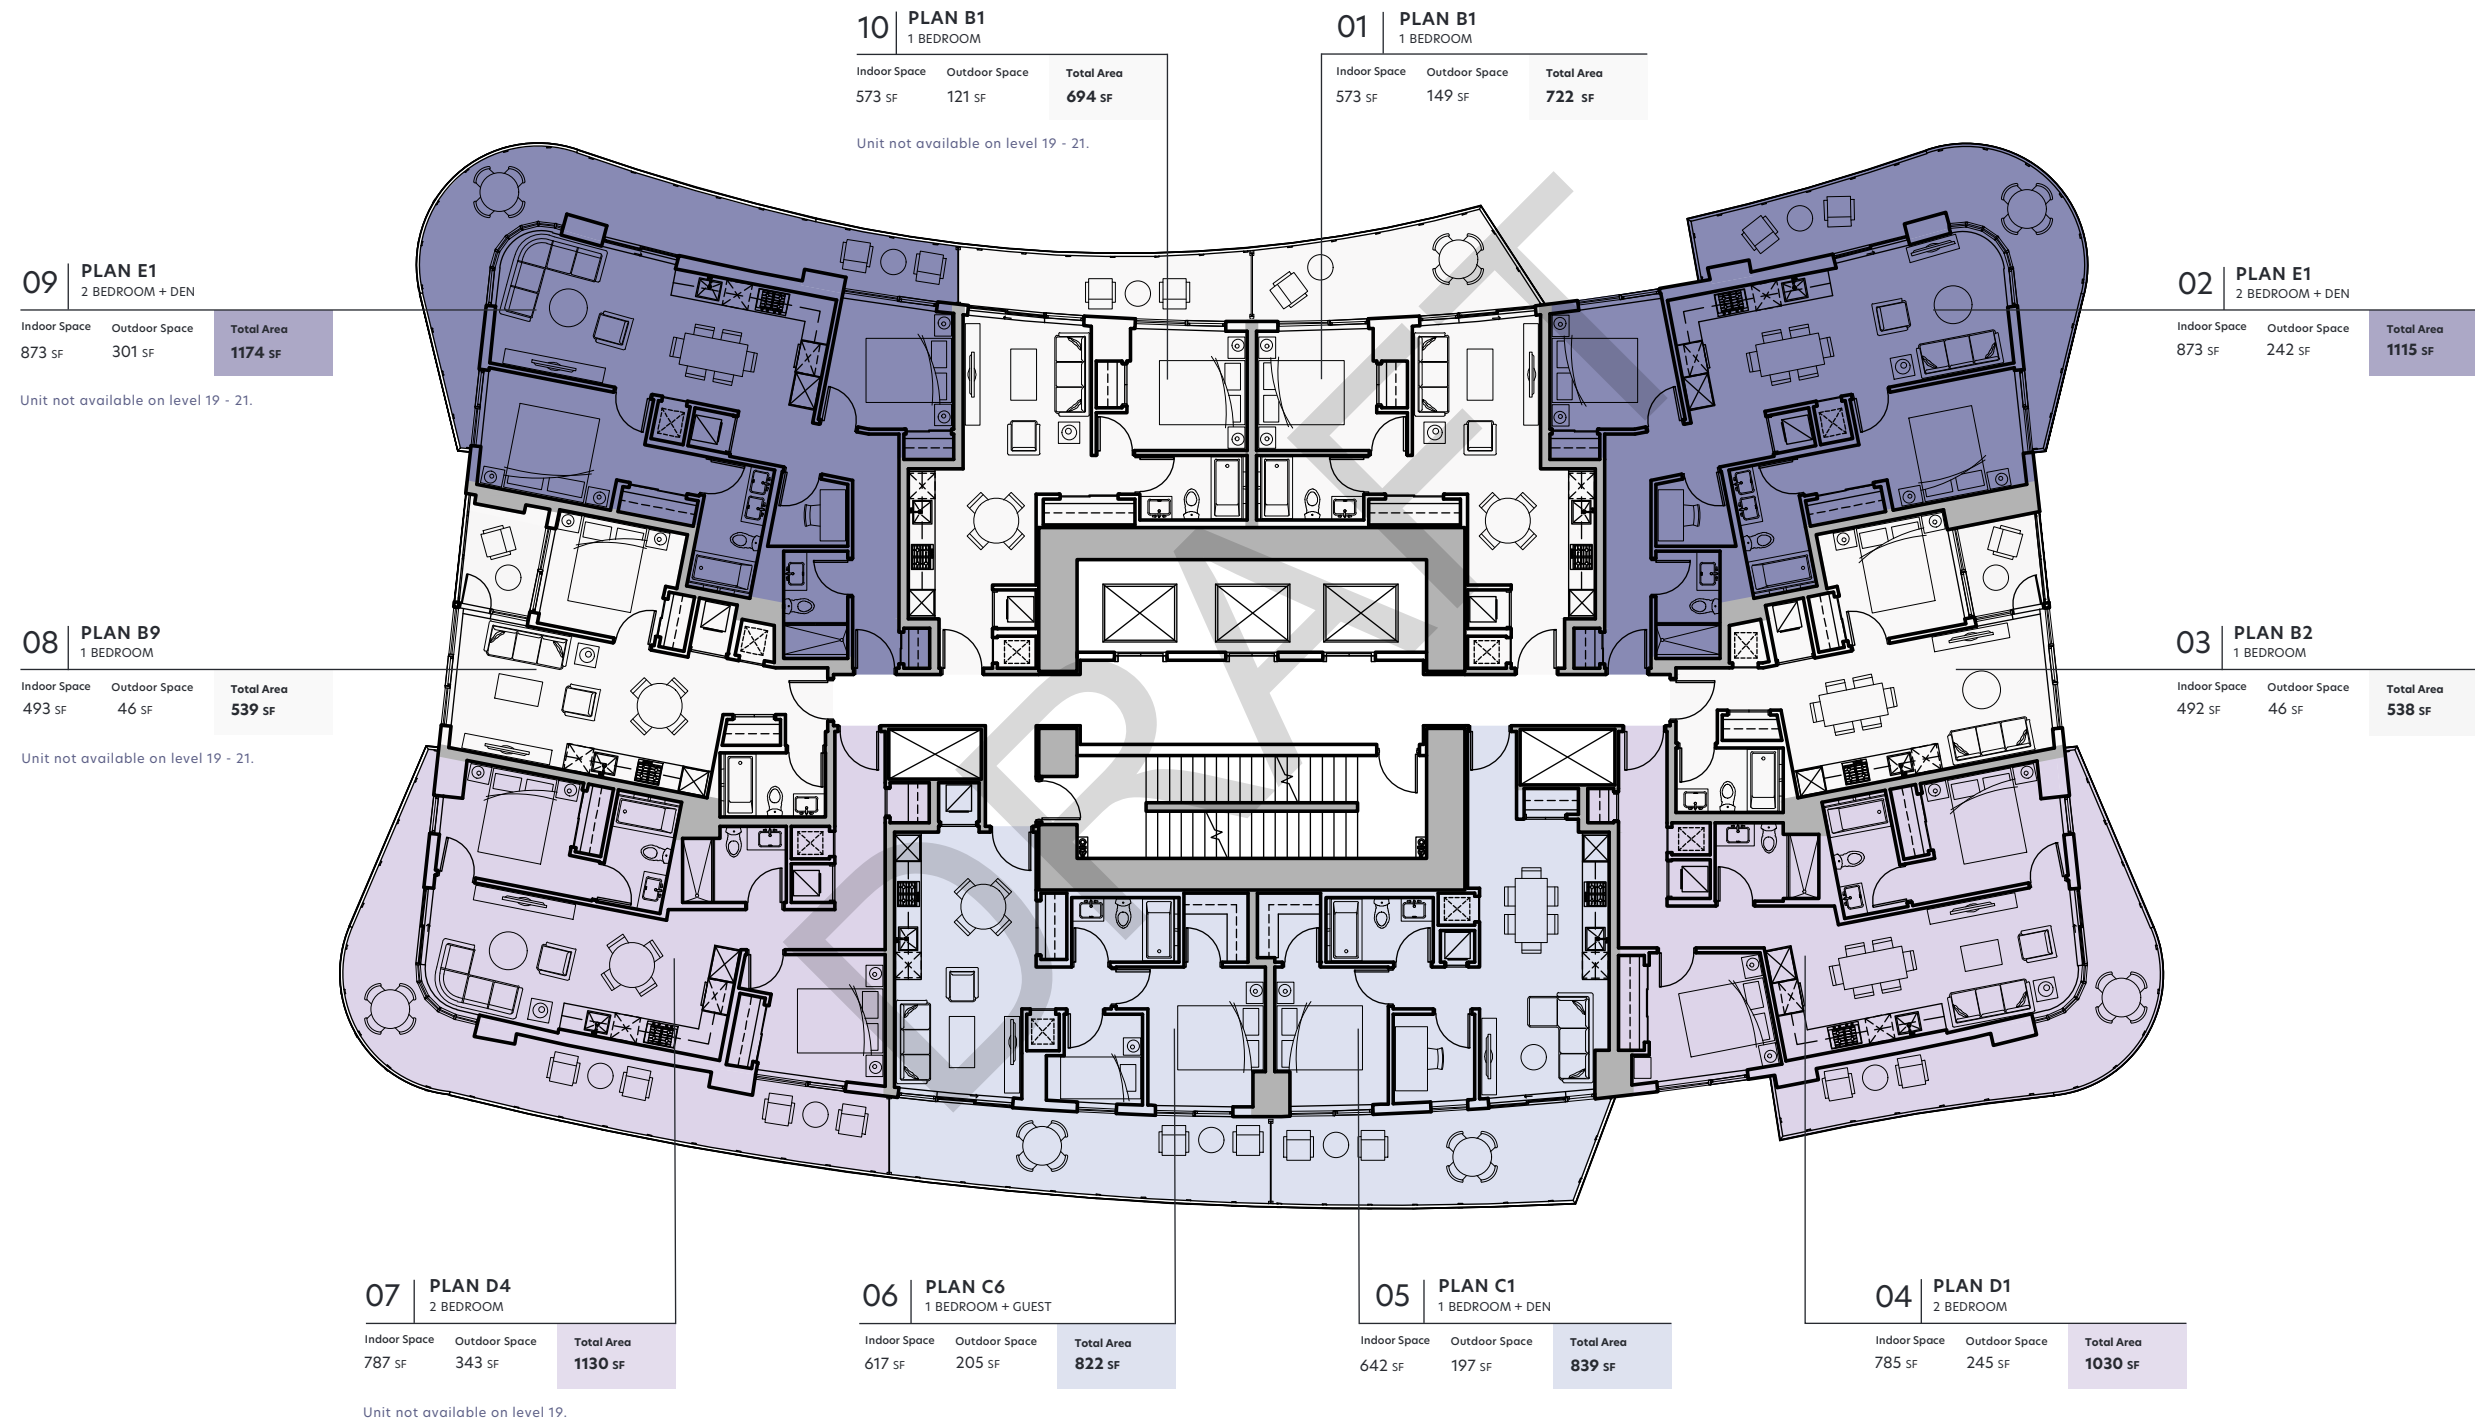 10 PLAN B1
1 BEDROOM
Indoor Space Outdoor Space Total Area
573 SF 121 SF 694 SF
Unit not available on level 19 - 21.
01 PLAN B1
1 BEDROOM
Indoor Space Outdoor Space Total Area
573 SF 149 SF 722 SF
09 PLAN E1
2 BEDROOM + DEN
Indoor Space Outdoor Space Total Area
873 SF 301 SF 1174 SF
Unit not available on level 19 - 21.
02 PLAN E1
2 BEDROOM + DEN
Indoor Space Outdoor Space Total Area
873 SF 242 SF 1115 SF
DRAFT
08 PLAN B9
1 BEDROOM
Indoor Space Outdoor Space Total Area
493 SF 46 SF 539 SF
Unit not available on level 19 - 21.
03 PLAN B2
1 BEDROOM
Indoor Space Outdoor Space Total Area
492 SF 46 SF 538 SF
07 PLAN D4
2 BEDROOM
Indoor Space Outdoor Space Total Area
787 SF 343 SF 1130 SF
Unit not available on level 19.
06 PLAN C6
1 BEDROOM + GUEST
Indoor Space Outdoor Space Total Area
617 SF 205 SF 822 SF
05 PLAN C1
1 BEDROOM + DEN
Indoor Space Outdoor Space Total Area
642 SF 197 SF 839 SF
04 PLAN D1
2 BEDROOM
Indoor Space Outdoor Space Total Area
785 SF 245 SF 1030 SF